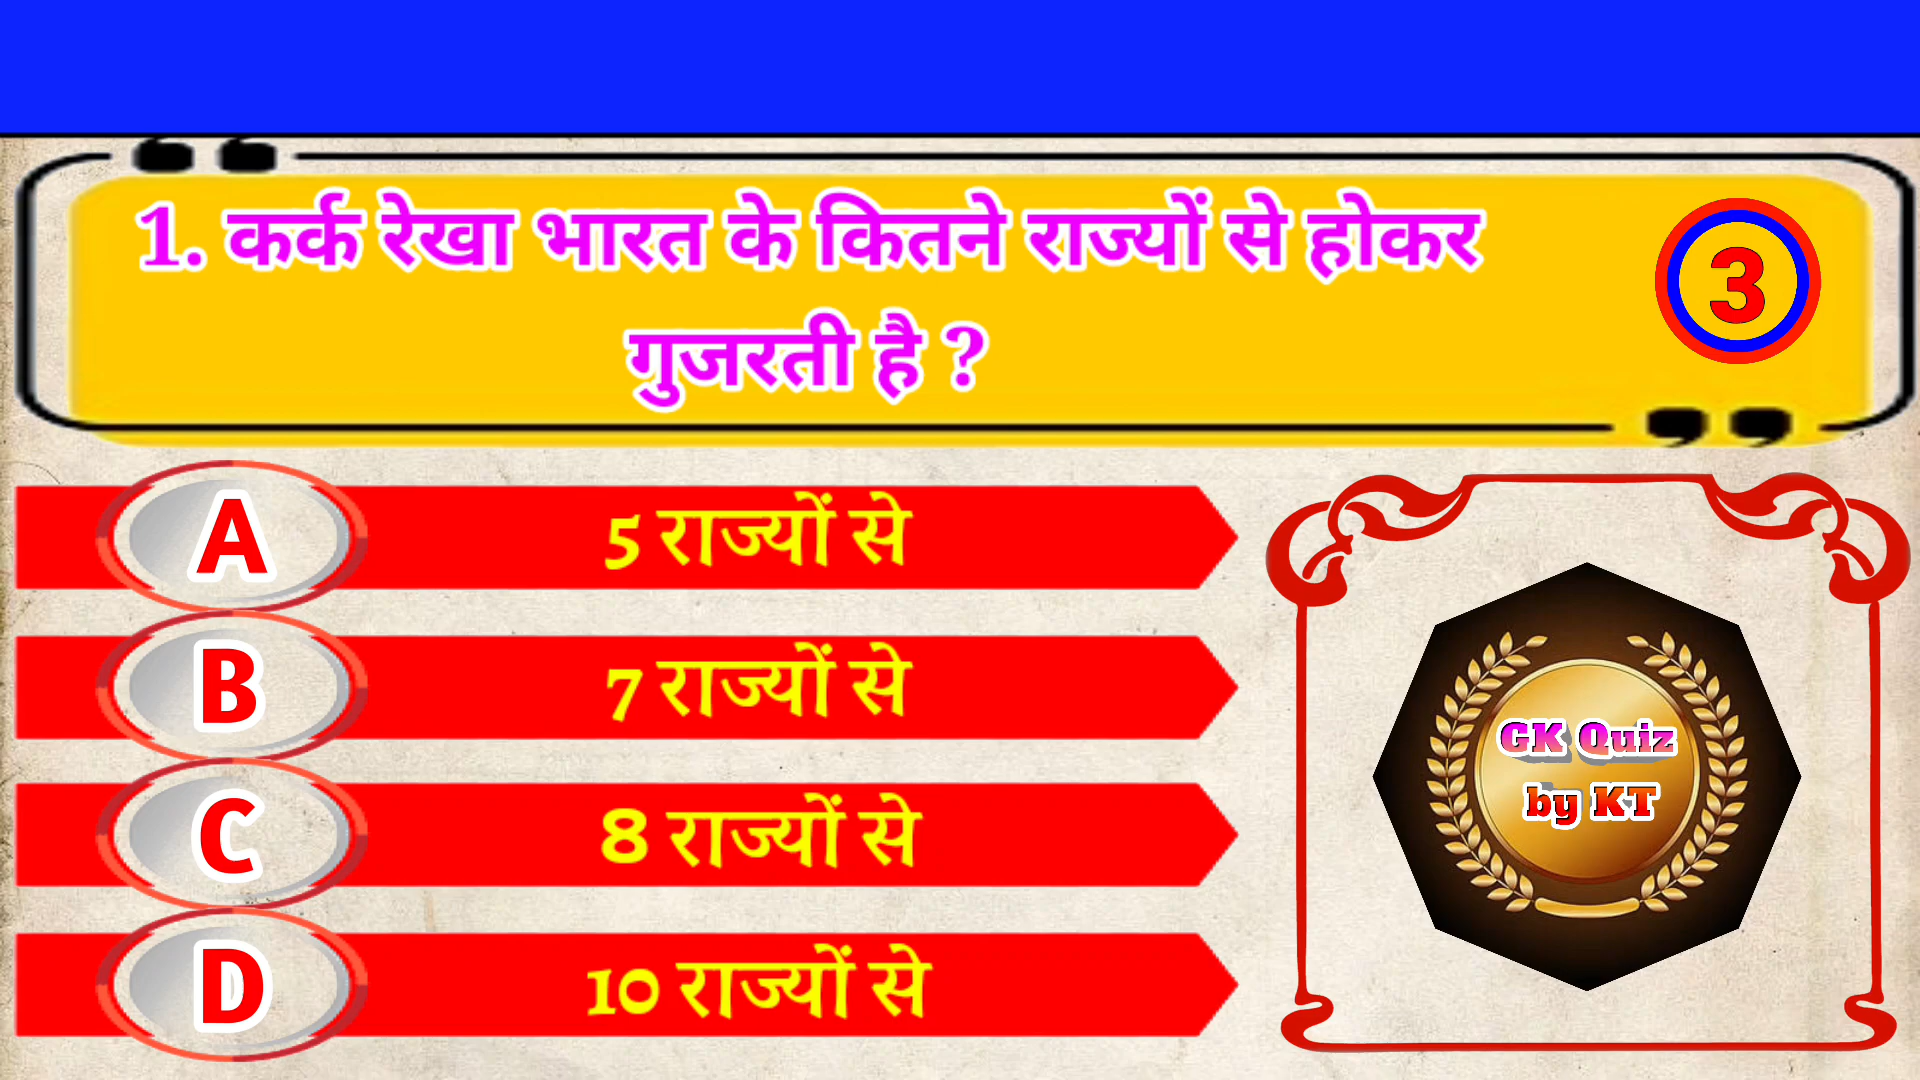 1. कर्क रेखा भारत के कितने राज्यों से होकर
गुजरती है ?
3
A 5 राज्यों से
B 7 राज्यों से
C 8 राज्यों से
D 10 राज्यों से
GK Quiz
by KT